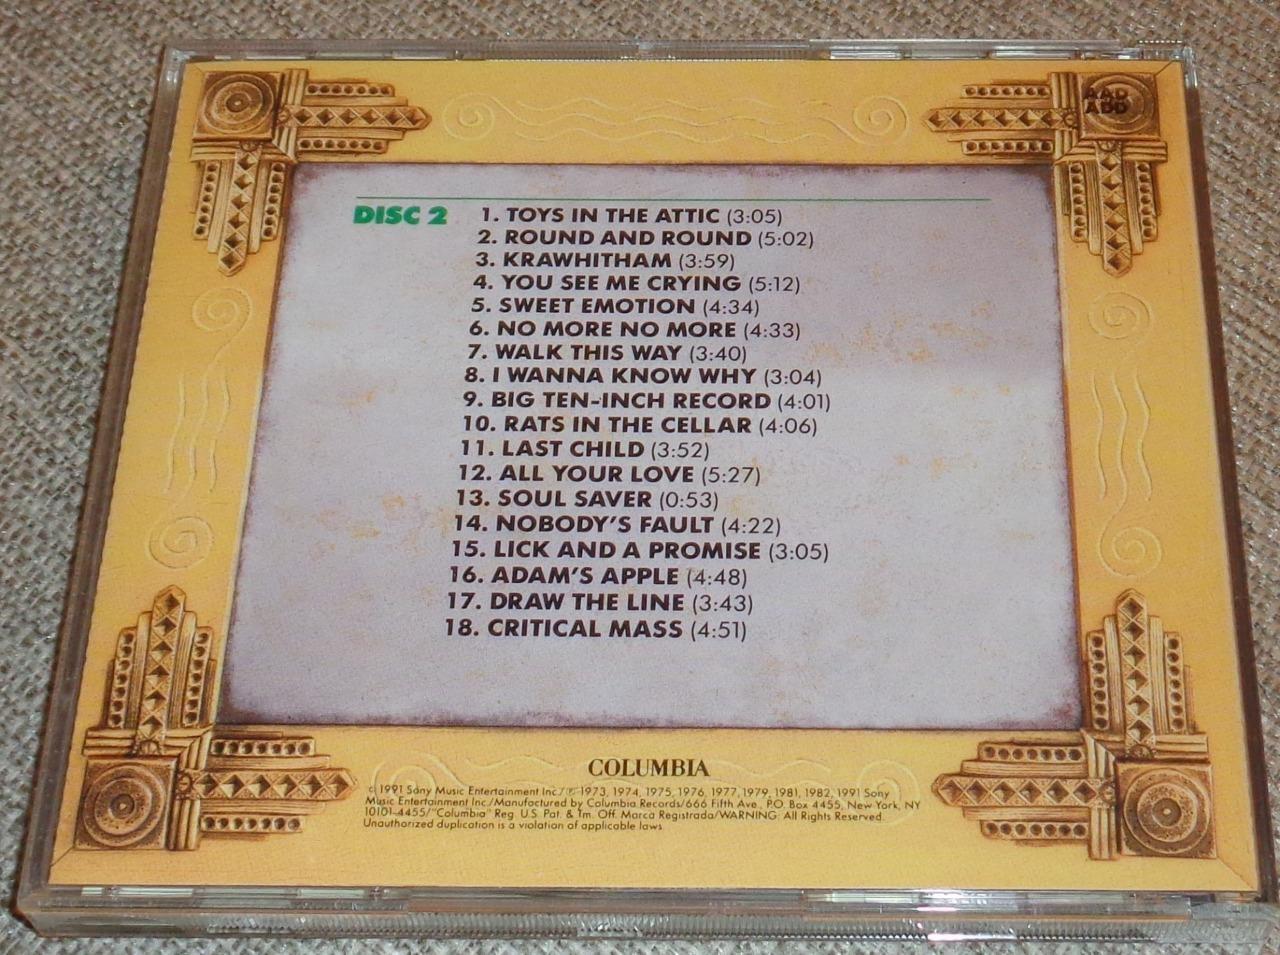 AAD
ADD
DISC 2
1. TOYS IN THE ATTIC (3:05)
2. ROUND AND ROUND (5:02)
3. KRAWHITHAM (3:59)
4. YOU SEE ME CRYING (5:12)
5. SWEET EMOTION (4:34)
6. NO MORE NO MORE (4:33)
7. WALK THIS WAY (3:40)
8. I WANNA KNOW WHY (3:04)
9. BIG TEN-INCH RECORD (4:01)
10. RATS IN THE CELLAR (4:06)
11. LAST CHILD (3:52)
12. ALL YOUR LOVE (5:27)
13. SOUL SAVER (0:53)
14. NOBODY'S FAULT (4:22)
15. LICK AND A PROMISE (3:05)
16. ADAM'S APPLE (4:48)
17. DRAW THE LINE (3:43)
18. CRITICAL MASS (4:51)
COLUMBIA
© 1991 Sony Music Entertainment Inc./℗ 1973, 1974, 1975, 1976, 1977, 1979, 1981, 1982, 1991 Sony
Music Entertainment Inc./Manufactured by Columbia Records/666 Fifth Ave., P.O. Box 4455, New York, NY
10101-4455/"Columbia" Reg. U.S. Pat. & Tm. Off. Marca Registrada/WARNING: All Rights Reserved.
Unauthorized duplication is a violation of applicable laws.